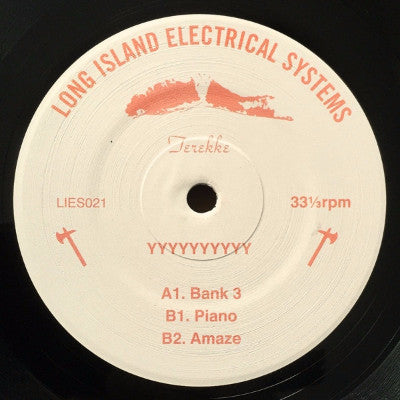 LONG ISLAND ELECTRICAL SYSTEMS
Terekke
LIES021
33⅓rpm
YYYYYYYYYY
A1. Bank 3
B1. Piano
B2. Amaze